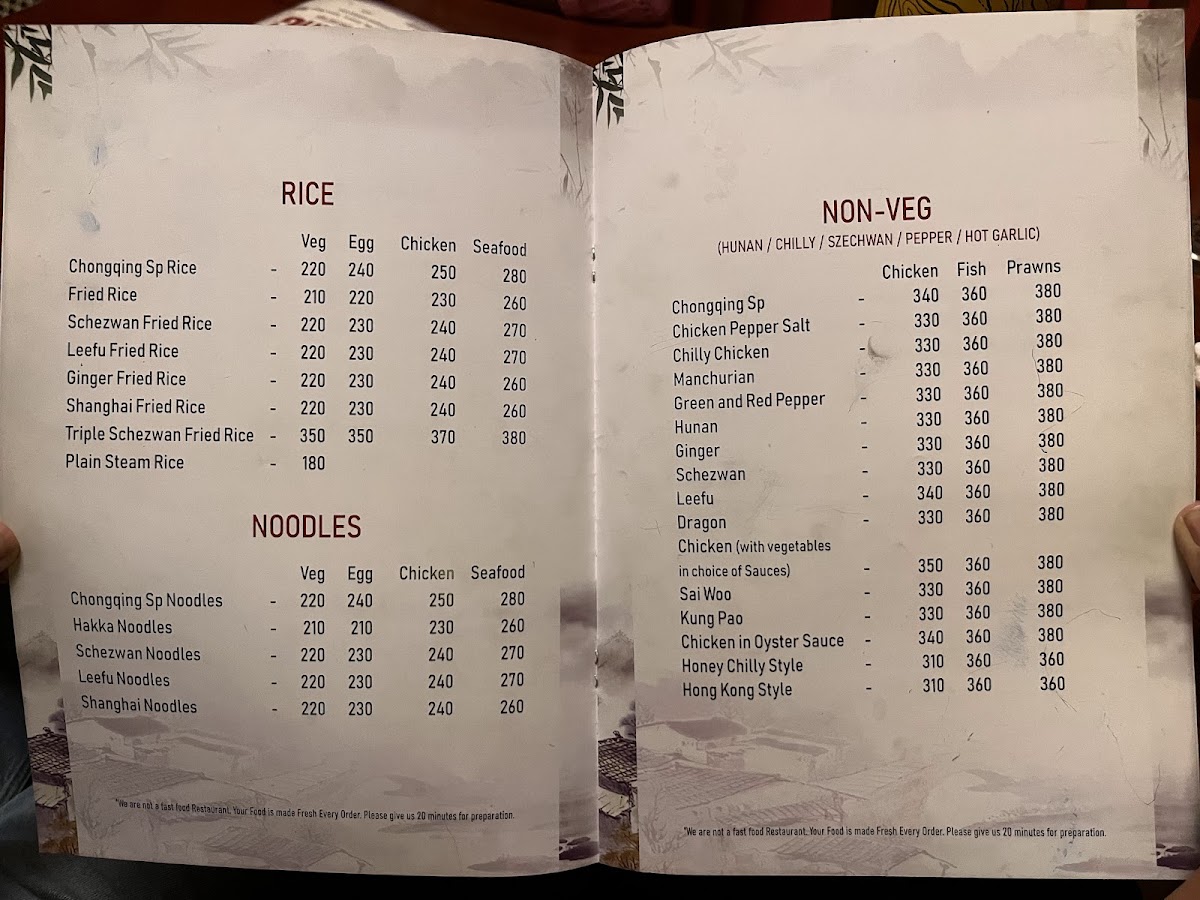 RICE
Veg Egg Chicken Seafood
Chongqing Sp Rice - 220 240 250 280
Fried Rice - 210 220 230 260
Schezwan Fried Rice - 220 230 240 270
Leefu Fried Rice - 220 230 240 270
Ginger Fried Rice - 220 230 240 260
Shanghai Fried Rice - 220 230 240 260
Triple Schezwan Fried Rice - 350 350 370 380
Plain Steam Rice - 180
NOODLES
Veg Egg Chicken Seafood
Chongqing Sp Noodles - 220 240 250 280
Hakka Noodles - 210 210 230 260
Schezwan Noodles - 220 230 240 270
Leefu Noodles - 220 230 240 270
Shanghai Noodles - 220 230 240 260
"We are not a fast food Restaurant. Your Food is made Fresh Every Order. Please give us 20 minutes for preparation.
NON-VEG
(HUNAN / CHILLY / SZECHWAN / PEPPER / HOT GARLIC)
Chicken Fish Prawns
Chongqing Sp - 340 360 380
Chicken Pepper Salt - 330 360 380
Chilly Chicken - 330 360 380
Manchurian - 330 360 380
Green and Red Pepper - 330 360 380
Hunan - 330 360 380
Ginger - 330 360 380
Schezwan - 330 360 380
Leefu - 340 360 380
Dragon - 330 360 380
Chicken (with vegetables
in choice of Sauces) - 350 360 380
Sai Woo - 330 360 380
Kung Pao - 330 360 380
Chicken in Oyster Sauce - 340 360 380
Honey Chilly Style - 310 360 360
Hong Kong Style - 310 360 360
"We are not a fast food Restaurant. Your Food is made Fresh Every Order. Please give us 20 minutes for preparation.